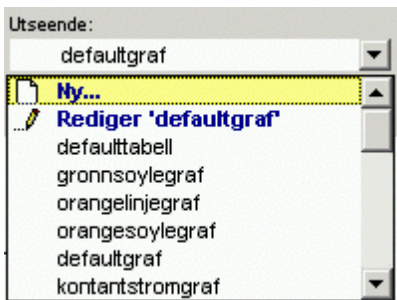 Utseende:
defaultgraf
Ny...
Rediger 'defaultgraf'
defaulttabell
gronnsoylegraf
orangelinjegraf
orangesoylegraf
defaultgraf
kontantstromgraf